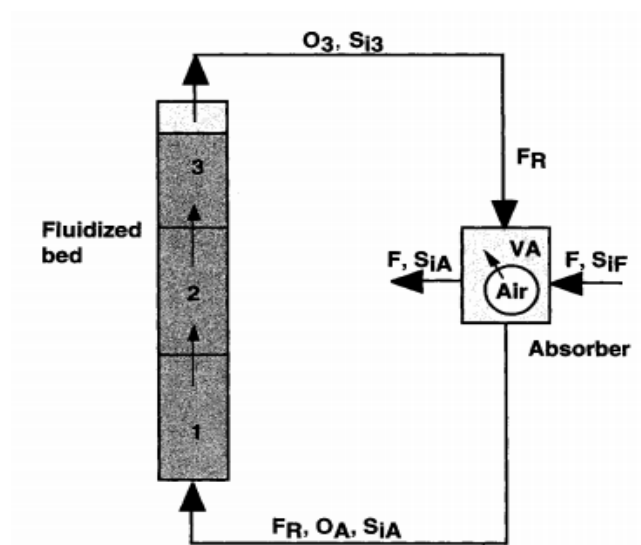 O3, Si3
FR
3
Fluidized
bed
2
1
VA
Air
F, SiA
F, SiF
Absorber
FR, OA, SiA